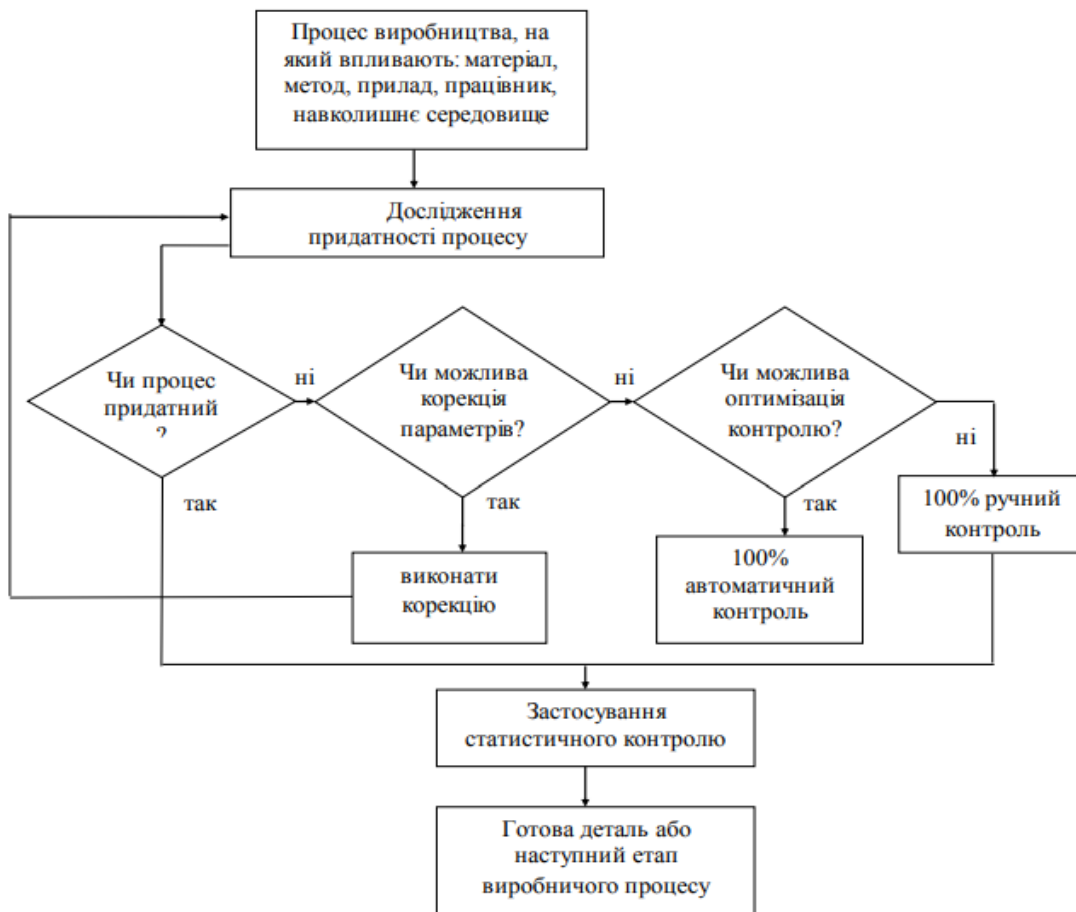 Процес виробництва, на
який впливають: матеріал,
метод, прилад, працівник,
навколишнє середовище
Дослідження
придатності процесу
Чи процес
придатний
?
ні
Чи можлива
корекція
параметрів?
ні
Чи можлива
оптимізація
контролю?
ні
так
так
так
100% ручний
контроль
виконати
корекцію
100%
автоматичний
контроль
Застосування
статистичного контролю
Готова деталь або
наступний етап
виробничого процесу